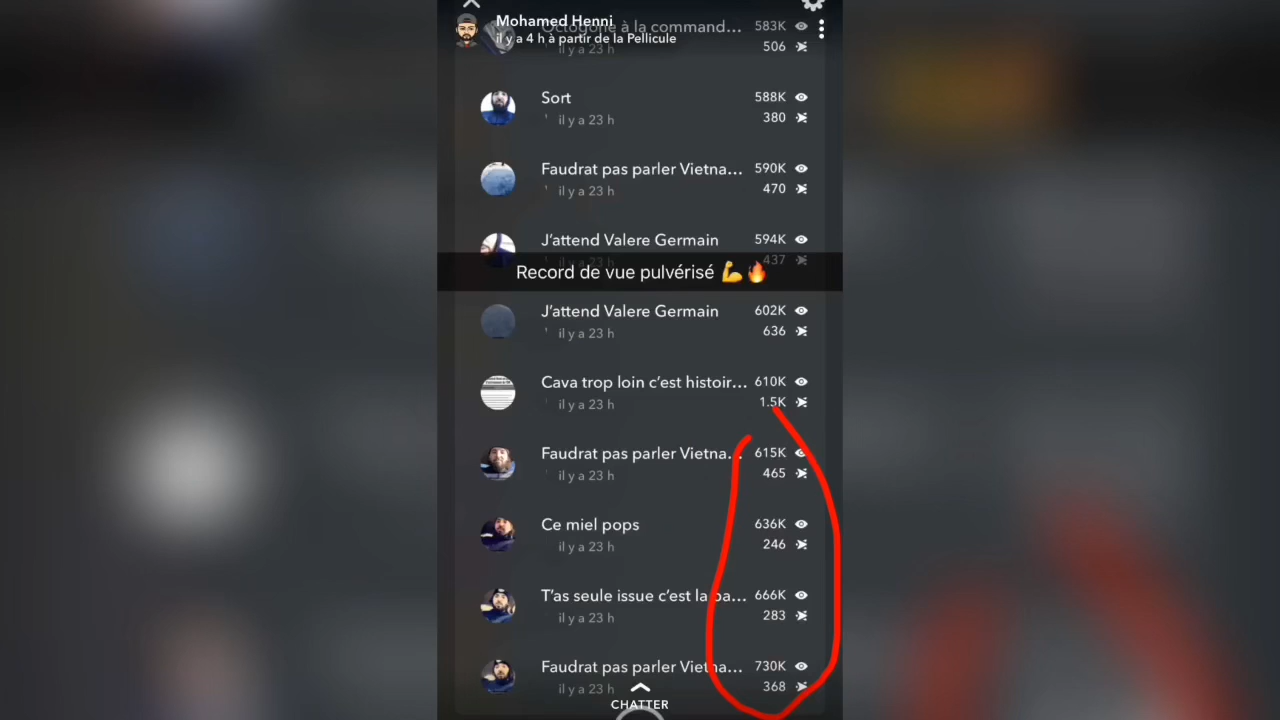 Mohamed Henni
il y a 4 h à partir de la Pellicule
Octogone à la command... 583K
il y a 23 h 506
Sort 588K
il y a 23 h 380
Faudrat pas parler Vietna... 590K
il y a 23 h 470
J'attend Valere Germain 594K
il y a 23 h 437
Record de vue pulvérisé 💪🔥
J'attend Valere Germain 602K
il y a 23 h 636
Cava trop loin c'est histoir... 610K
il y a 23 h 1.5K
Faudrat pas parler Vietna... 615K
il y a 23 h 465
Ce miel pops 636K
il y a 23 h 246
T'as seule issue c'est la pa... 666K
il y a 23 h 283
Faudrat pas parler Vietna... 730K
il y a 23 h 368
CHATTER